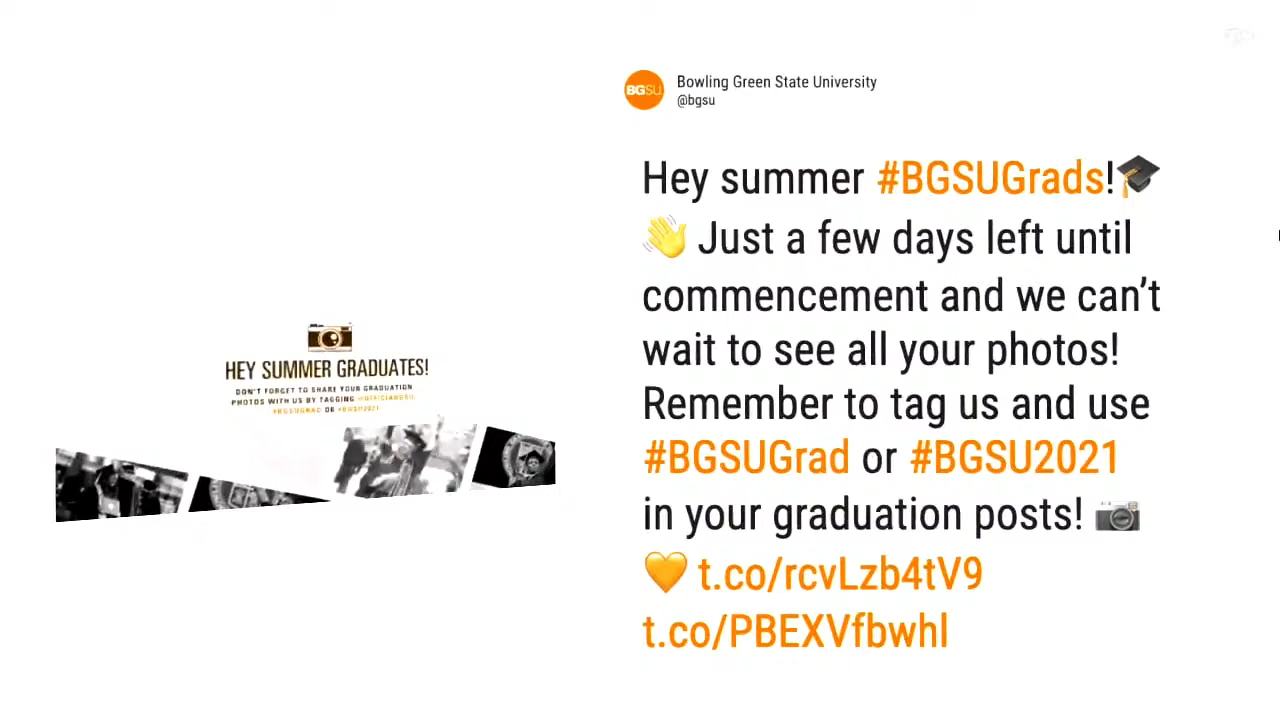 BGSU
Bowling Green State University
@bgsu
Hey summer #BGSUGrads!🎓
👋 Just a few days left until
commencement and we can’t
wait to see all your photos!
Remember to tag us and use
#BGSUGrad or #BGSU2021
in your graduation posts! 📷
🧡 t.co/rcvLzb4tV9
t.co/PBEXVfbwhl
HEY SUMMER GRADUATES!
DON'T FORGET TO SHARE YOUR GRADUATION
PHOTOS WITH US BY TAGGING @OFFICIALBGSU,
#BGSUGRAD OR #BGSU2021